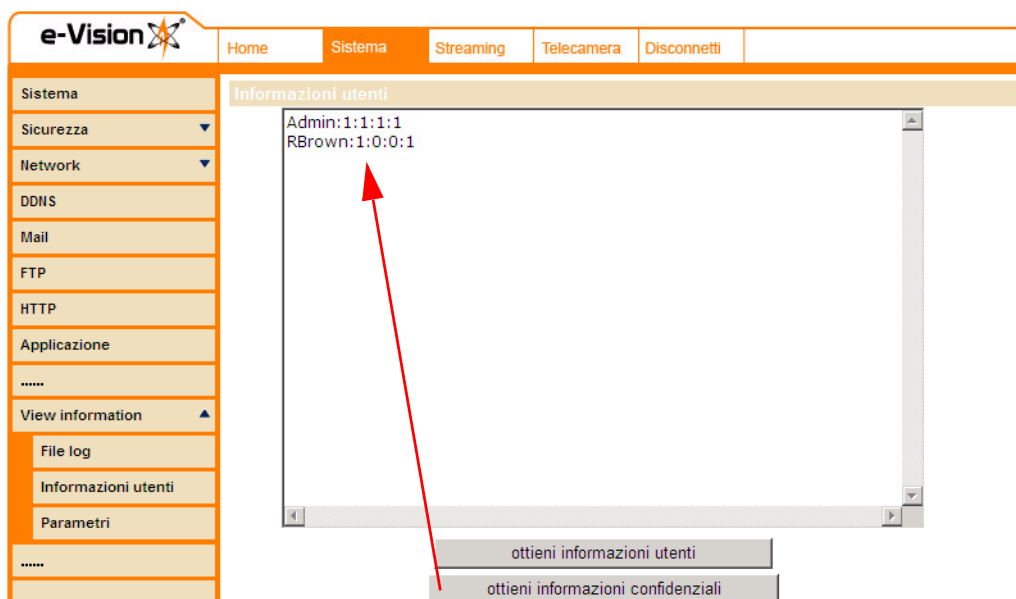 e-Vision
Home Sistema Streaming Telecamera Disconnetti
Sistema
Sicurezza
Network
DDNS
Mail
FTP
HTTP
Applicazione
......
View information
File log
Informazioni utenti
Parametri
......
Informazioni utenti
Admin:1:1:1:1
RBrown:1:0:0:1
ottieni informazioni utenti
ottieni informazioni confidenziali